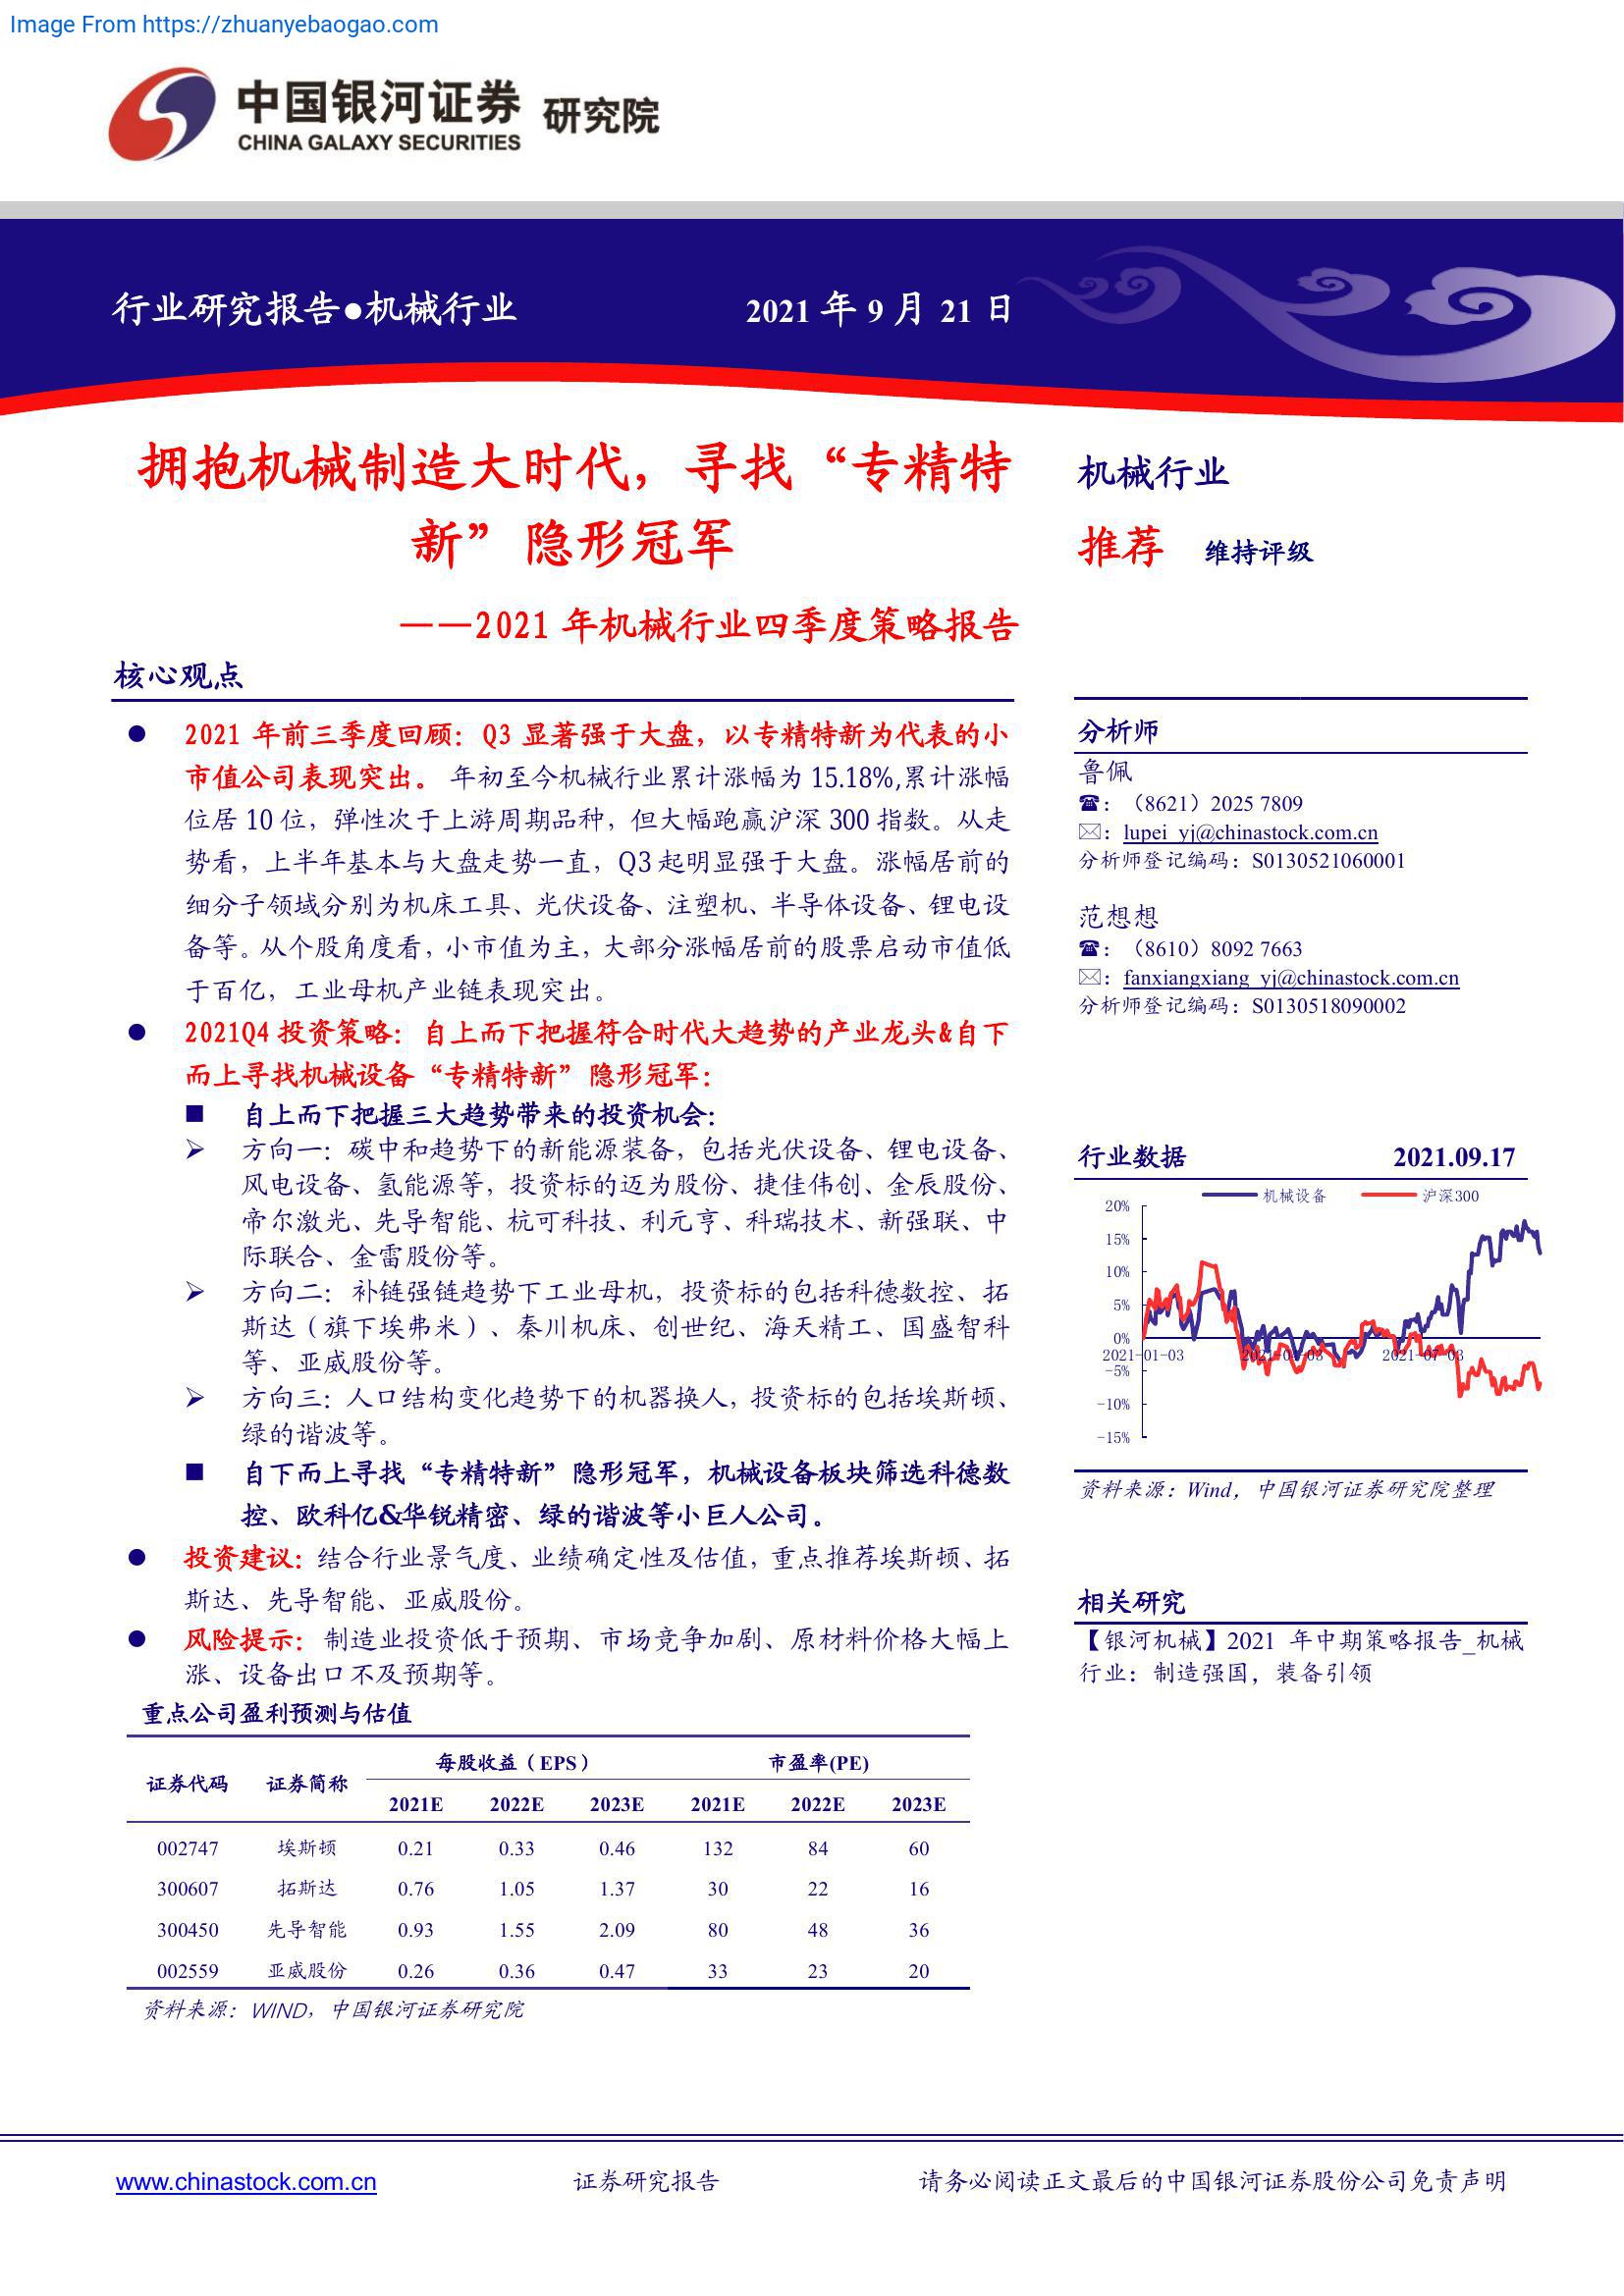 Image From https://zhuanyebaogao.com
中国银河证券 研究院
CHINA GALAXY SECURITIES
行业研究报告●机械行业 2021 年 9 月 21 日
拥抱机械制造大时代，寻找“专精特
新”隐形冠军
——2021 年机械行业四季度策略报告
核心观点
● 2021 年前三季度回顾：Q3 显著强于大盘，以专精特新为代表的小
市值公司表现突出。 年初至今机械行业累计涨幅为 15.18%,累计涨幅
位居 10 位，弹性次于上游周期品种，但大幅跑赢沪深 300 指数。从走
势看，上半年基本与大盘走势一直，Q3 起明显强于大盘。涨幅居前的
细分子领域分别为机床工具、光伏设备、注塑机、半导体设备、锂电设
备等。从个股角度看，小市值为主，大部分涨幅居前的股票启动市值低
于百亿，工业母机产业链表现突出。
● 2021Q4 投资策略：自上而下把握符合时代大趋势的产业龙头&自下
而上寻找机械设备“专精特新”隐形冠军：
■ 自上而下把握三大趋势带来的投资机会：
➢ 方向一：碳中和趋势下的新能源装备，包括光伏设备、锂电设备、
风电设备、氢能源等，投资标的迈为股份、捷佳伟创、金辰股份、
帝尔激光、先导智能、杭可科技、利元亨、科瑞技术、新强联、中
际联合、金雷股份等。
➢ 方向二：补链强链趋势下工业母机，投资标的包括科德数控、拓
斯达（旗下埃弗米）、秦川机床、创世纪、海天精工、国盛智科
等、亚威股份等。
➢ 方向三：人口结构变化趋势下的机器换人，投资标的包括埃斯顿、
绿的谐波等。
■ 自下而上寻找“专精特新”隐形冠军，机械设备板块筛选科德数
控、欧科亿&华锐精密、绿的谐波等小巨人公司。
● 投资建议：结合行业景气度、业绩确定性及估值，重点推荐埃斯顿、拓
斯达、先导智能、亚威股份。
● 风险提示：制造业投资低于预期、市场竞争加剧、原材料价格大幅上
涨、设备出口不及预期等。
重点公司盈利预测与估值
证券代码 证券简称 每股收益（EPS） 市盈率(PE)
2021E 2022E 2023E 2021E 2022E 2023E
002747 埃斯顿 0.21 0.33 0.46 132 84 60
300607 拓斯达 0.76 1.05 1.37 30 22 16
300450 先导智能 0.93 1.55 2.09 80 48 36
002559 亚威股份 0.26 0.36 0.47 33 23 20
资料来源：WIND，中国银河证券研究院
机械行业
推荐 维持评级
分析师
鲁佩
☎：（8621）2025 7809
✉：lupei_yj@chinastock.com.cn
分析师登记编码：S0130521060001
范想想
☎：（8610）8092 7663
✉：fanxiangxiang_yj@chinastock.com.cn
分析师登记编码：S0130518090002
行业数据 2021.09.17
机械设备 沪深300
20%
15%
10%
5%
0%
2021-01-03 2021-04-03 2021-07-03
-5%
-10%
-15%
资料来源：Wind，中国银河证券研究院整理
相关研究
【银河机械】2021 年中期策略报告_机械
行业：制造强国，装备引领
www.chinastock.com.cn 证券研究报告 请务必阅读正文最后的中国银河证券股份公司免责声明